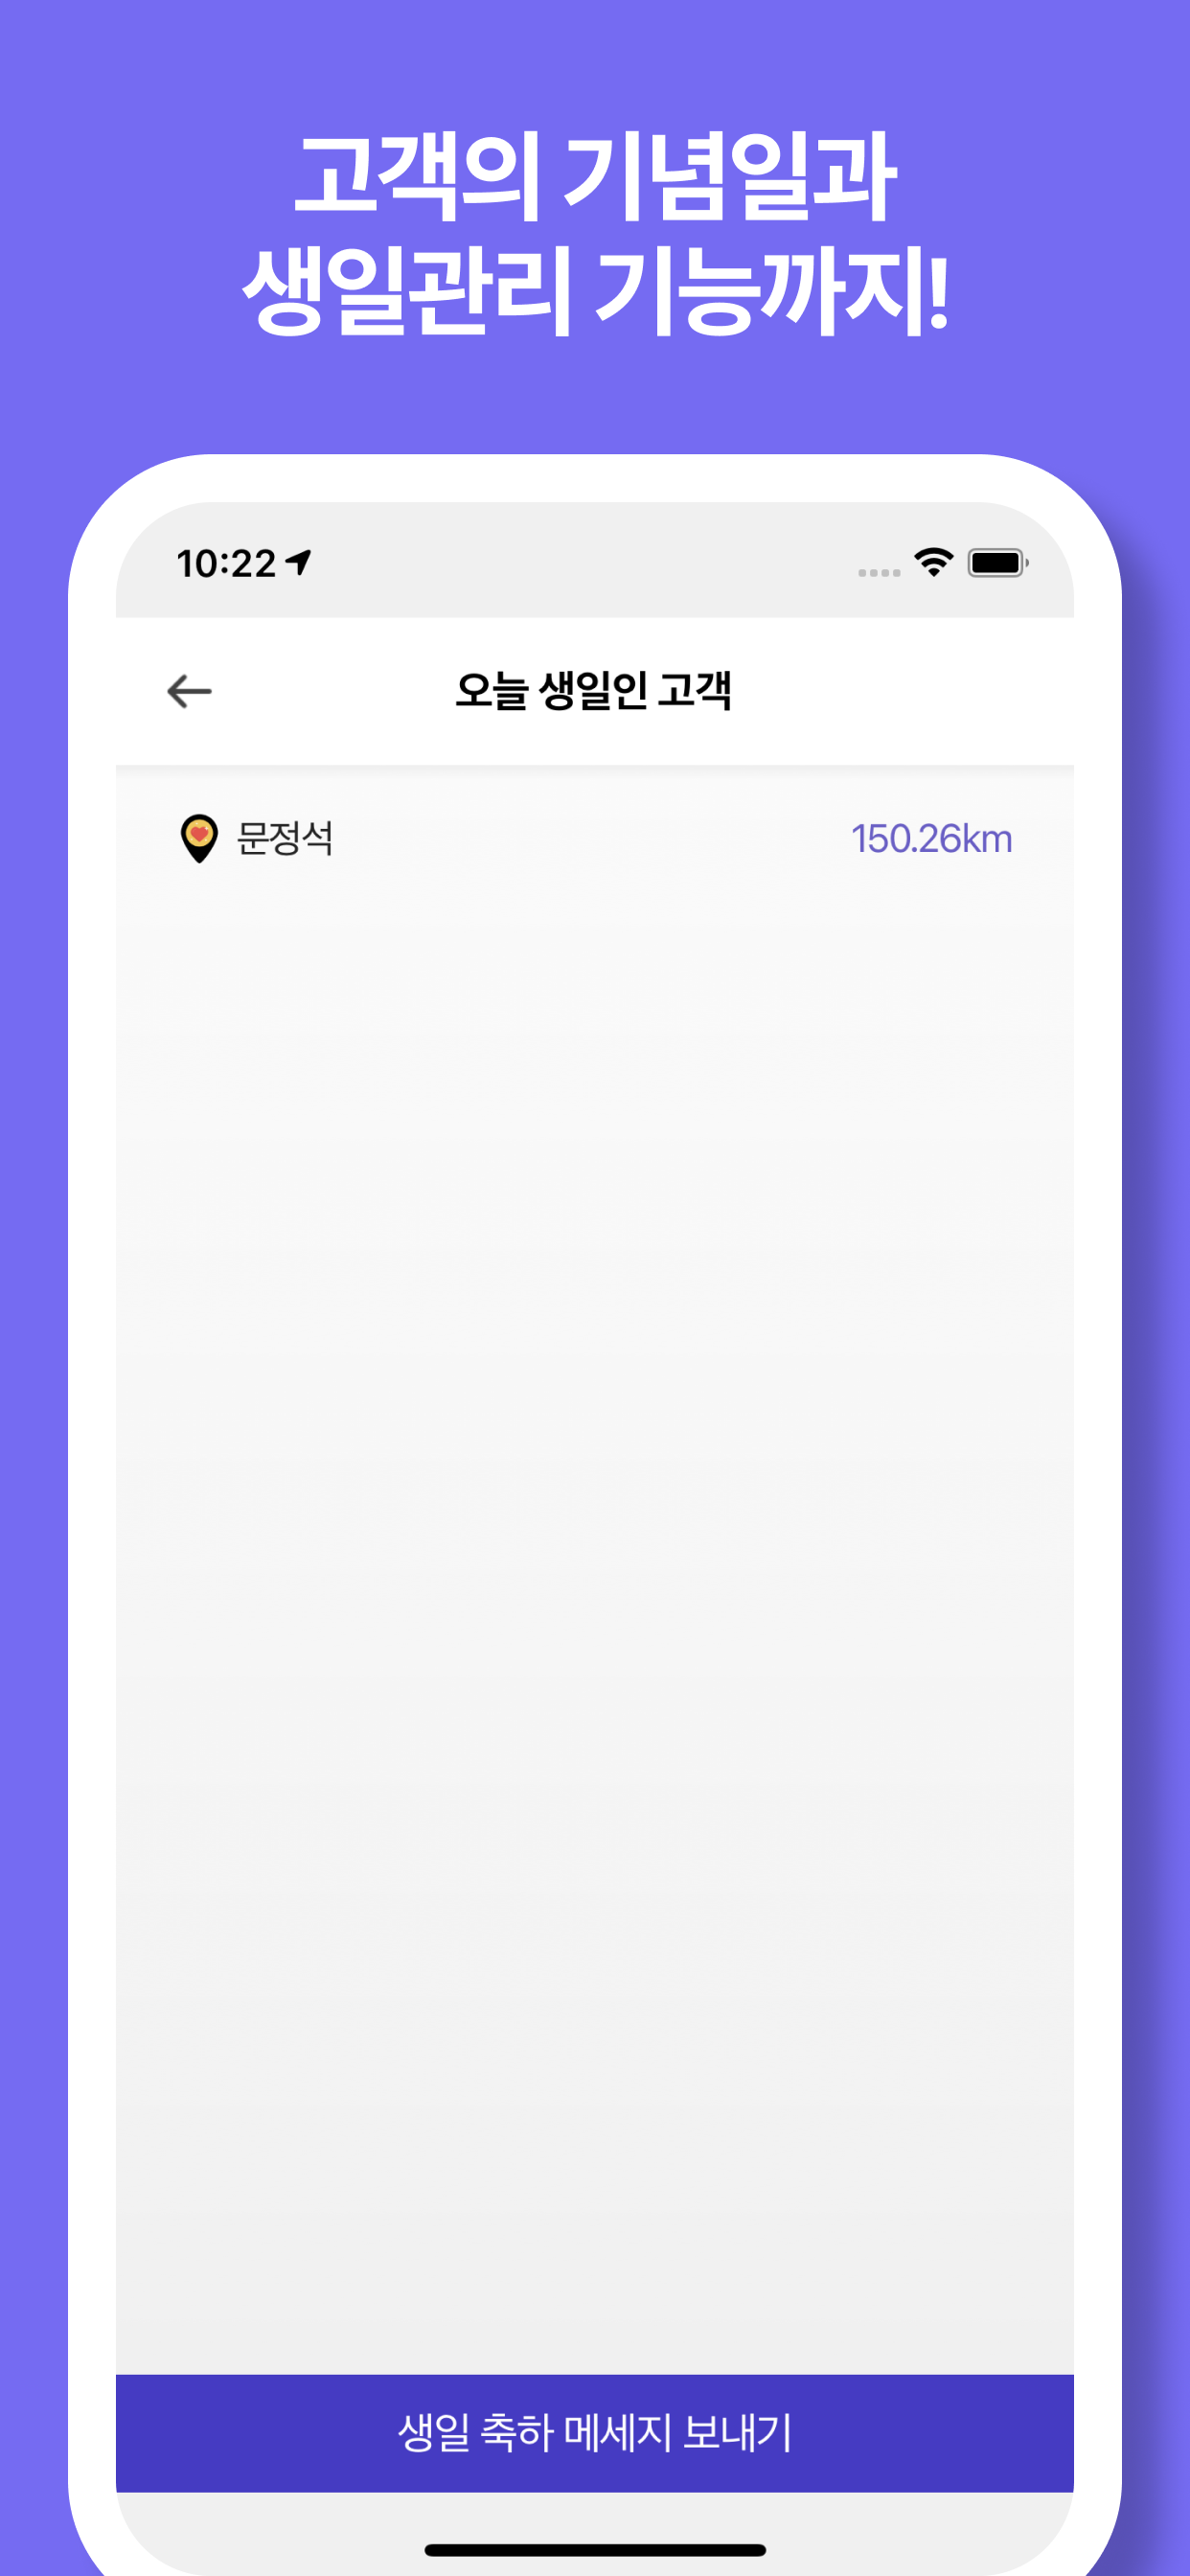 고객의 기념일과
생일관리 기능까지!
10:22
오늘 생일인 고객
문정석 150.26km
생일 축하 메세지 보내기